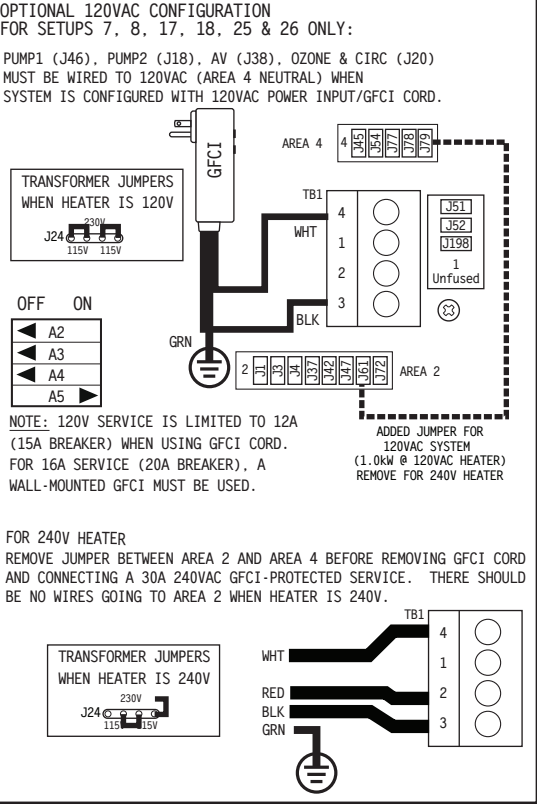 OPTIONAL 120VAC CONFIGURATION
FOR SETUPS 7, 8, 17, 18, 25 & 26 ONLY:
PUMP1 (J46), PUMP2 (J18), AV (J38), OZONE & CIRC (J20)
MUST BE WIRED TO 120VAC (AREA 4 NEUTRAL) WHEN
SYSTEM IS CONFIGURED WITH 120VAC POWER INPUT/GFCI CORD.
GFCI
AREA 4
4 J45 J54 J77 J78 J79
TRANSFORMER JUMPERS
WHEN HEATER IS 120V
230V
J24
115V 115V
TB1
4
WHT
1
2
3
BLK
J51
J52
J198
1
Unfused
OFF ON
A2
A3
A4
A5
GRN
2 J1 J3 J4 J37 J42 J47 J61 J72 AREA 2
NOTE: 120V SERVICE IS LIMITED TO 12A
(15A BREAKER) WHEN USING GFCI CORD.
FOR 16A SERVICE (20A BREAKER), A
WALL-MOUNTED GFCI MUST BE USED.
ADDED JUMPER FOR
120VAC SYSTEM
(1.0kW @ 120VAC HEATER)
REMOVE FOR 240V HEATER
FOR 240V HEATER
REMOVE JUMPER BETWEEN AREA 2 AND AREA 4 BEFORE REMOVING GFCI CORD
AND CONNECTING A 30A 240VAC GFCI-PROTECTED SERVICE. THERE SHOULD
BE NO WIRES GOING TO AREA 2 WHEN HEATER IS 240V.
TRANSFORMER JUMPERS
WHEN HEATER IS 240V
230V
J24
115V 115V
TB1
WHT
4
1
RED
2
BLK
3
GRN